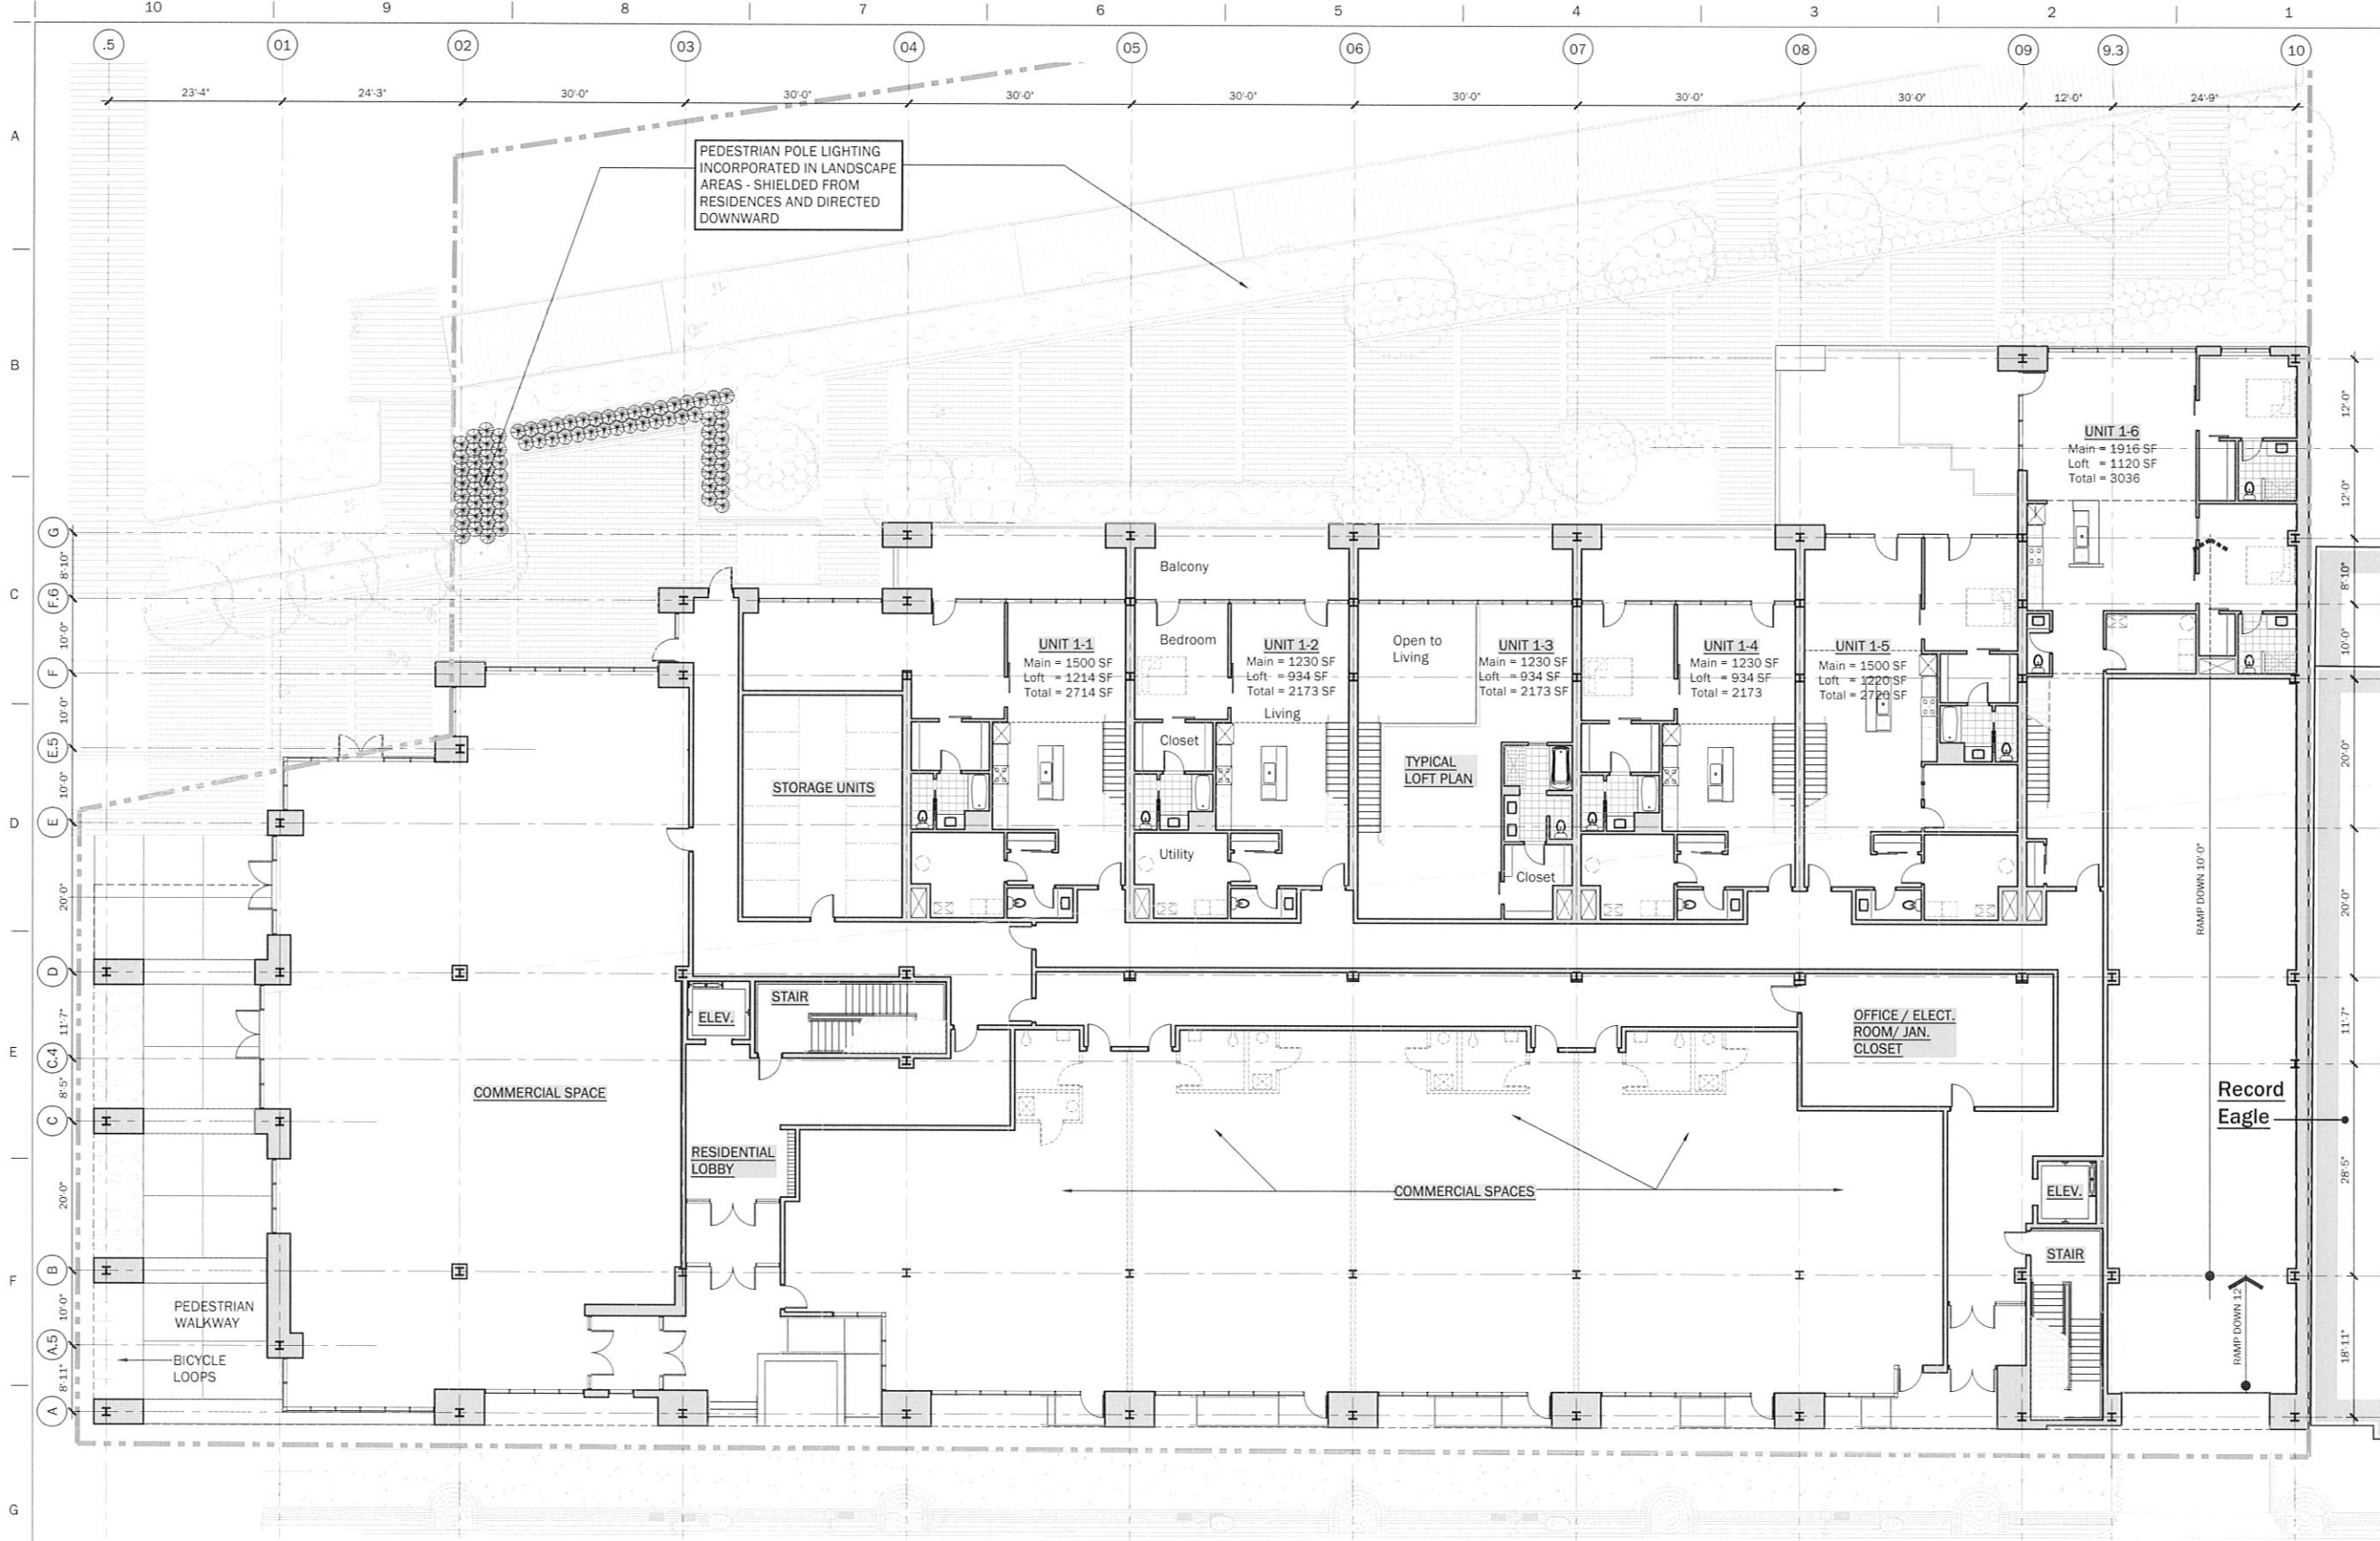 10 9 8 7 6 5 4 3 2 1
.5 01 02 03 04 05 06 07 08 09 9.3 10
23'-4" 24'-3" 30'-0" 30'-0" 30'-0" 30'-0" 30'-0" 30'-0" 30'-0" 12'-0" 24'-9"
A
PEDESTRIAN POLE LIGHTING
INCORPORATED IN LANDSCAPE
AREAS - SHIELDED FROM
RESIDENCES AND DIRECTED
DOWNWARD
B
12'-0"
UNIT 1-6
Main = 1916 SF
Loft = 1120 SF
Total = 3036
12'-0"
G
8'-10"
Balcony
8'-10"
C
F.6
10'-0"
UNIT 1-1
Main = 1500 SF
Loft = 1214 SF
Total = 2714 SF
Bedroom
UNIT 1-2
Main = 1230 SF
Loft = 934 SF
Total = 2173 SF
Living
Open to
Living
UNIT 1-3
Main = 1230 SF
Loft = 934 SF
Total = 2173 SF
UNIT 1-4
Main = 1230 SF
Loft = 934 SF
Total = 2173
UNIT 1-5
Main = 1500 SF
Loft = 1220 SF
Total = 2720 SF
10'-0"
F
10'-0"
E.5
Closet
TYPICAL
LOFT PLAN
20'-0"
10'-0"
STORAGE UNITS
D
E
Utility
Closet
RAMP DOWN 10'-0"
20'-0"
20'-0"
D
STAIR
ELEV.
11'-7"
OFFICE / ELECT.
ROOM/ JAN.
CLOSET
11'-7"
E
C.4
8'-5"
COMMERCIAL SPACE
Record
Eagle
C
RESIDENTIAL
LOBBY
COMMERCIAL SPACES
ELEV.
28'-5"
20'-0"
STAIR
B
F
10'-0"
PEDESTRIAN
WALKWAY
RAMP DOWN 12'
A.5
BICYCLE
LOOPS
8'-11"
18'-11"
A
G